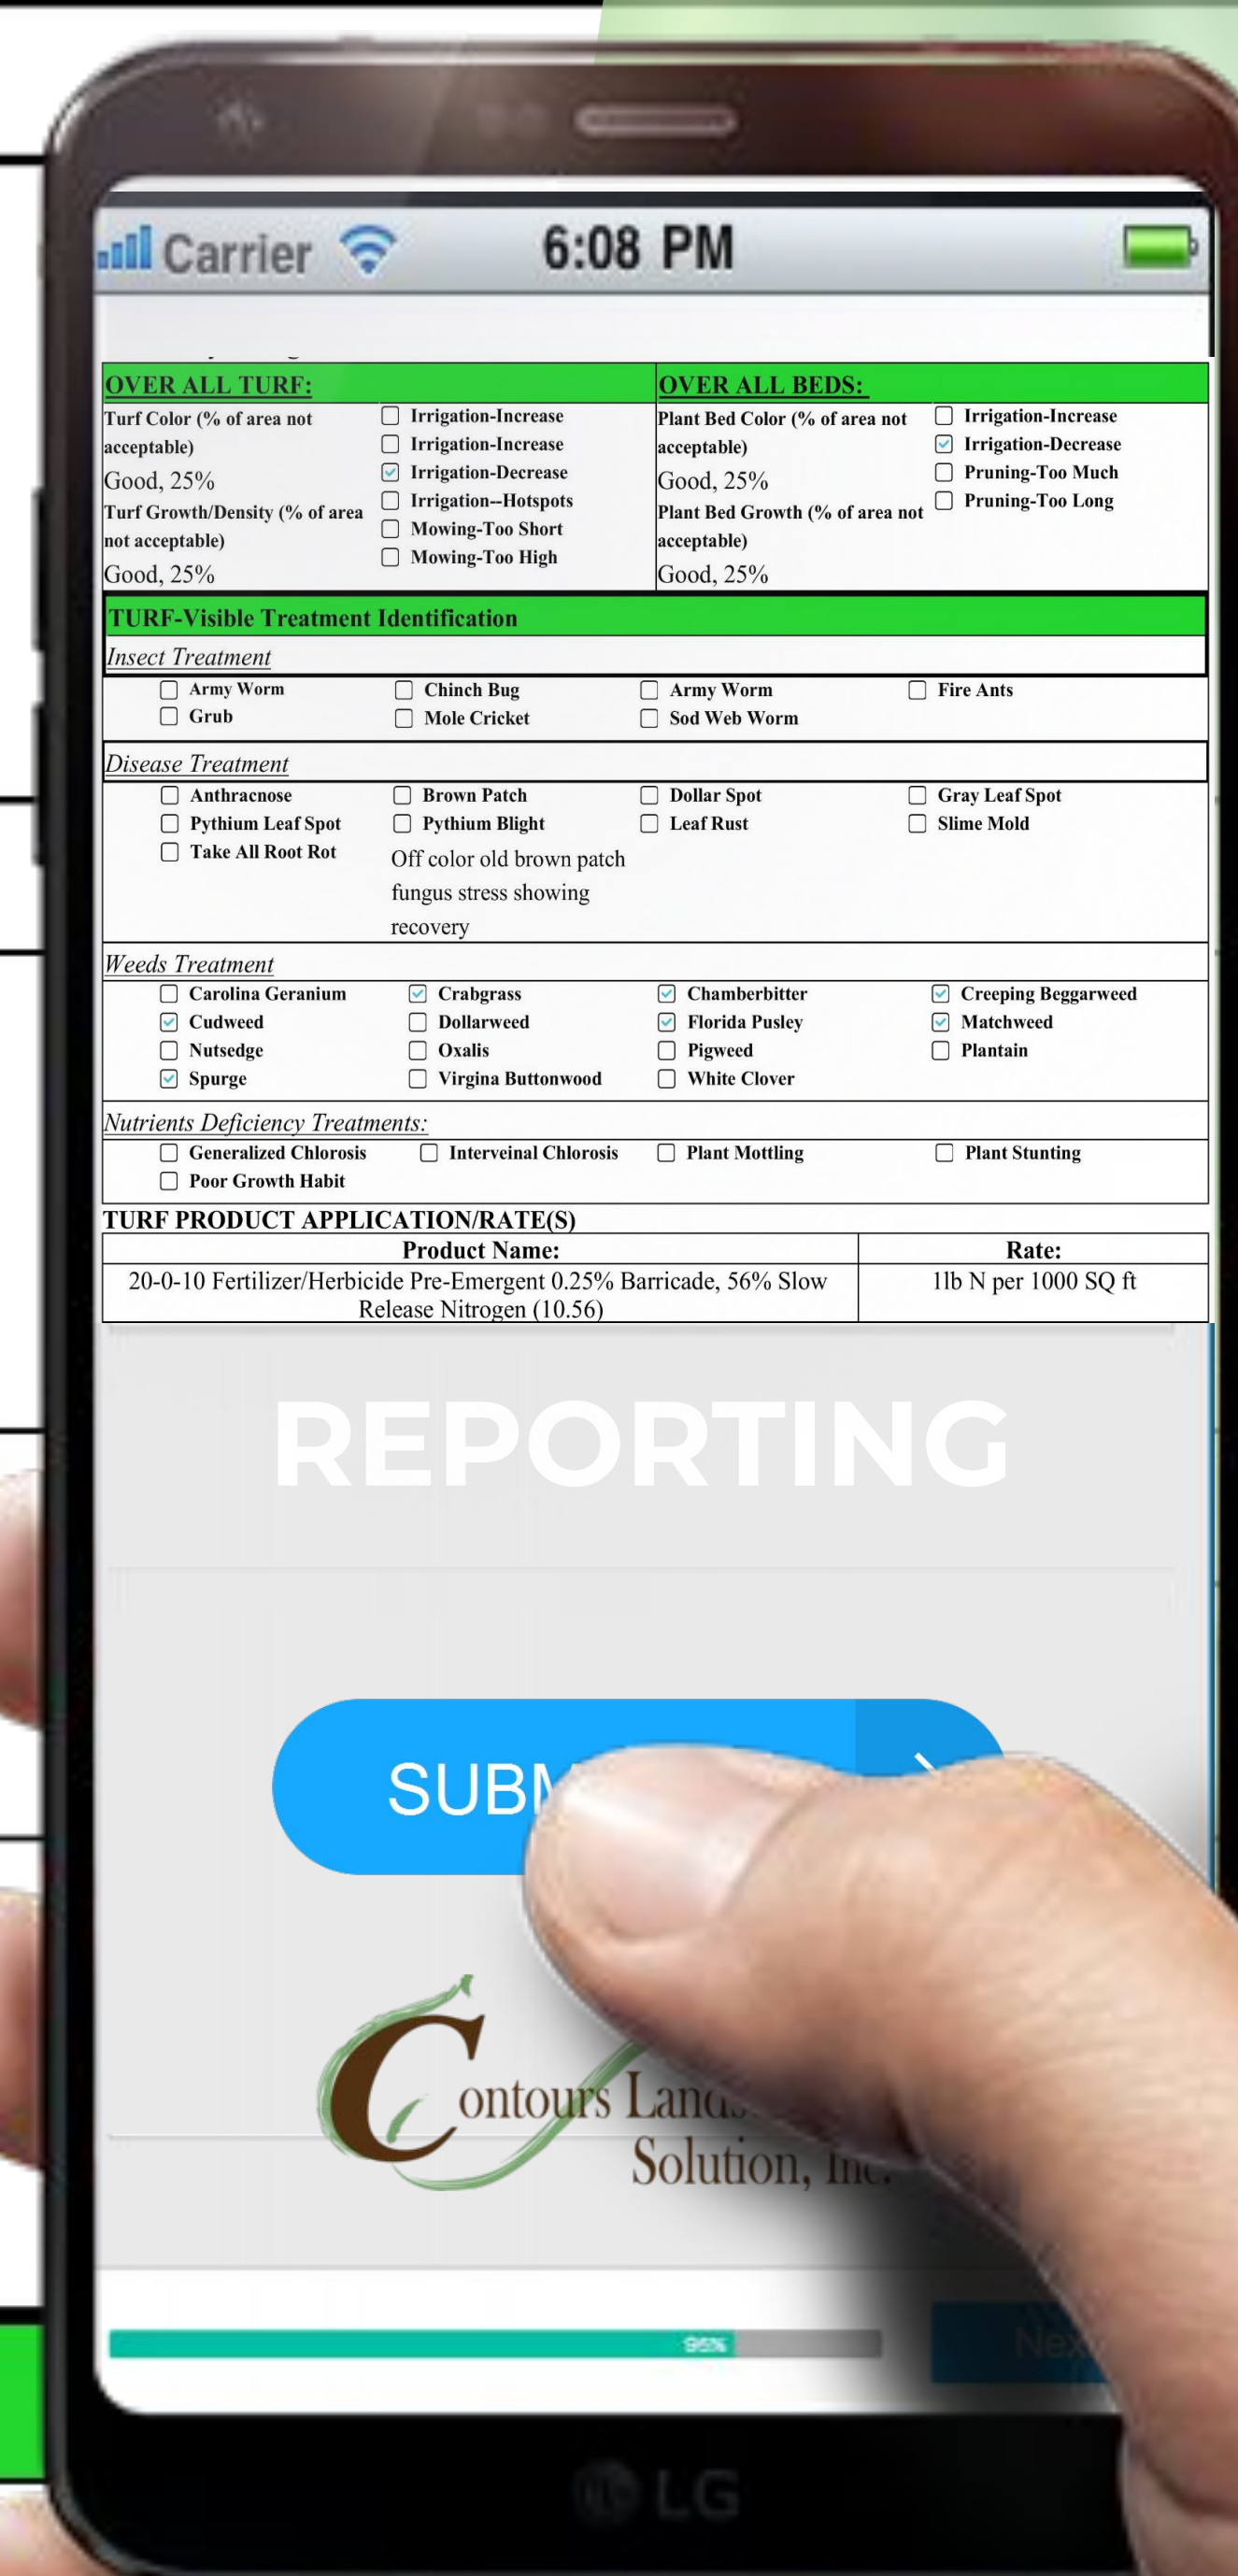 Carrier 6:08 PM
OVER ALL TURF: OVER ALL BEDS:
Turf Color (% of area not
acceptable)
Good, 25%
Turf Growth/Density (% of area
not acceptable)
Good, 25%
Irrigation-Increase
Irrigation-Increase
Irrigation-Decrease
Irrigation--Hotspots
Mowing-Too Short
Mowing-Too High
Plant Bed Color (% of area not
acceptable)
Good, 25%
Plant Bed Growth (% of area not
acceptable)
Good, 25%
Irrigation-Increase
Irrigation-Decrease
Pruning-Too Much
Pruning-Too Long
TURF-Visible Treatment Identification
Insect Treatment
Army Worm Chinch Bug Army Worm Fire Ants
Grub Mole Cricket Sod Web Worm
Disease Treatment
Anthracnose Brown Patch Dollar Spot Gray Leaf Spot
Pythium Leaf Spot Pythium Blight Leaf Rust Slime Mold
Take All Root Rot
Off color old brown patch
fungus stress showing
recovery
Weeds Treatment
Carolina Geranium Crabgrass Chamberbitter Creeping Beggarweed
Cudweed Dollarweed Florida Pusley Matchweed
Nutsedge Oxalis Pigweed Plantain
Spurge Virgina Buttonwood White Clover
Nutrients Deficiency Treatments:
Generalized Chlorosis Interveinal Chlorosis Plant Mottling Plant Stunting
Poor Growth Habit
TURF PRODUCT APPLICATION/RATE(S)
Product Name: Rate:
20-0-10 Fertilizer/Herbicide Pre-Emergent 0.25% Barricade, 56% Slow
Release Nitrogen (10.56)
1lb N per 1000 SQ ft
REPORTING
SUBM
Contours Lands
Solution, Inc.
95%
Nex
LG